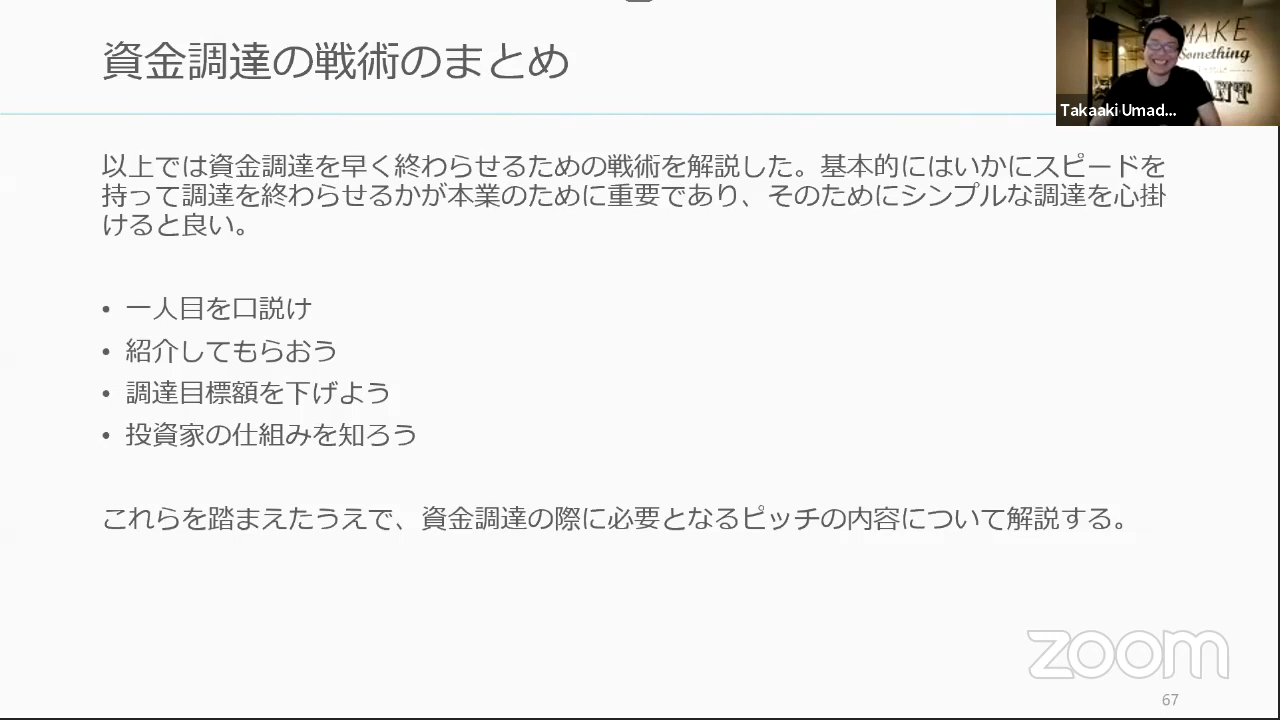 資金調達の戦術のまとめ
MAKE
Something
Takaaki Umad...
以上では資金調達を早く終わらせるための戦術を解説した。基本的にはいかにスピードを
持って調達を終わらせるかが本業のために重要であり、そのためにシンプルな調達を心掛
けると良い。
• 一人目を口説け
• 紹介してもらおう
• 調達目標額を下げよう
• 投資家の仕組みを知ろう
これらを踏まえたうえで、資金調達の際に必要となるピッチの内容について解説する。
zoom
67